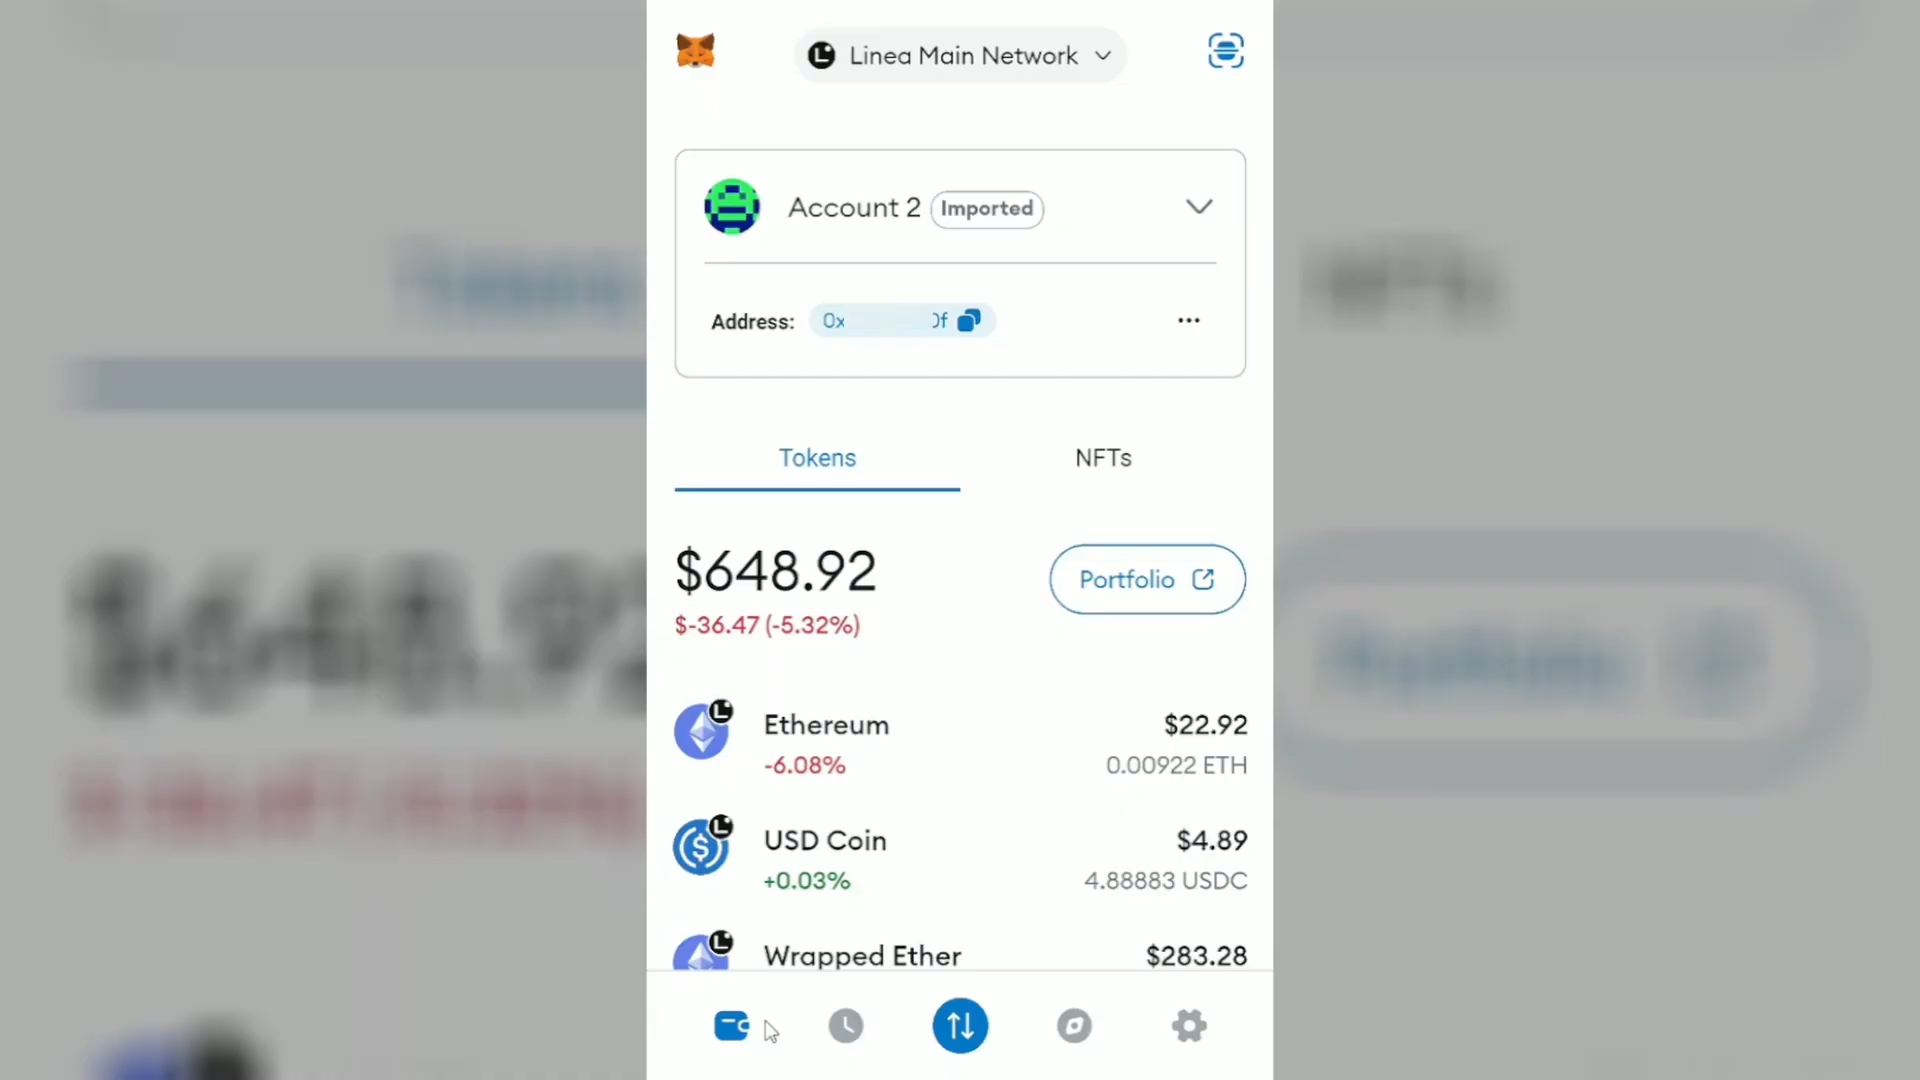 Linea Main Network
Account 2 Imported
Address: 0x
Tokens NFTs
$648.92 Portfolio
$-36.47 (-5.32%)
Ethereum $22.92
-6.08% 0.00922 ETH
USD Coin $4.89
+0.03% 4.88883 USDC
Wrapped Ether $283.28